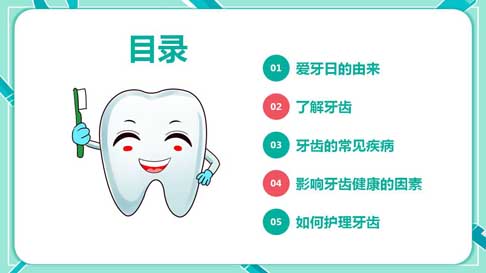 目录
01 爱牙日的由来
02 了解牙齿
03 牙齿的常见疾病
04 影响牙齿健康的因素
05 如何护理牙齿